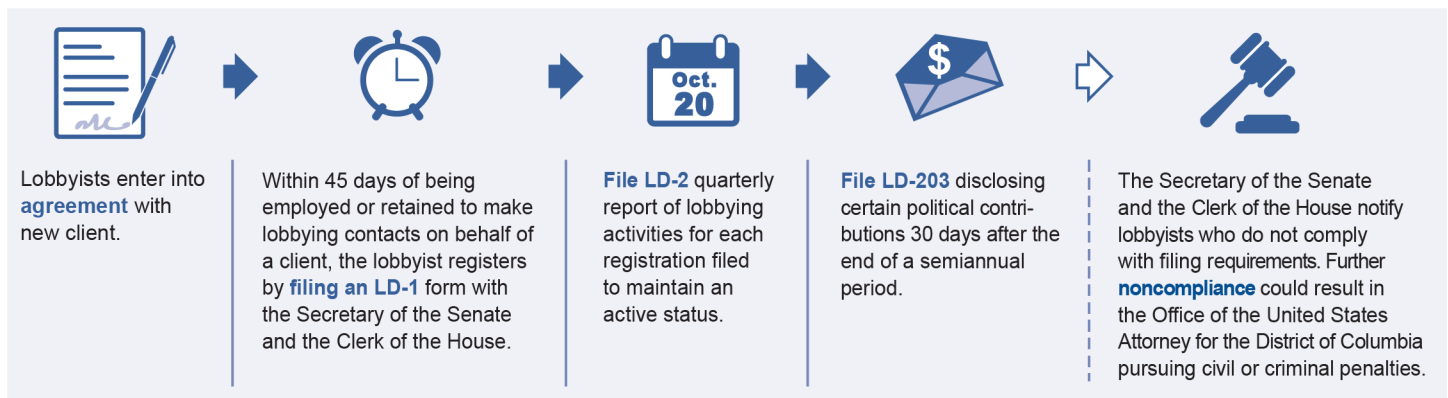 Oct.
20
$
Lobbyists enter into
agreement with
new client.
Within 45 days of being
employed or retained to make
lobbying contacts on behalf of
a client, the lobbyist registers
by filing an LD-1 form with
the Secretary of the Senate
and the Clerk of the House.
File LD-2 quarterly
report of lobbying
activities for each
registration filed
to maintain an
active status.
File LD-203 disclosing
certain political contri-
butions 30 days after the
end of a semiannual
period.
The Secretary of the Senate
and the Clerk of the House notify
lobbyists who do not comply
with filing requirements. Further
noncompliance could result in
the Office of the United States
Attorney for the District of Columbia
pursuing civil or criminal penalties.